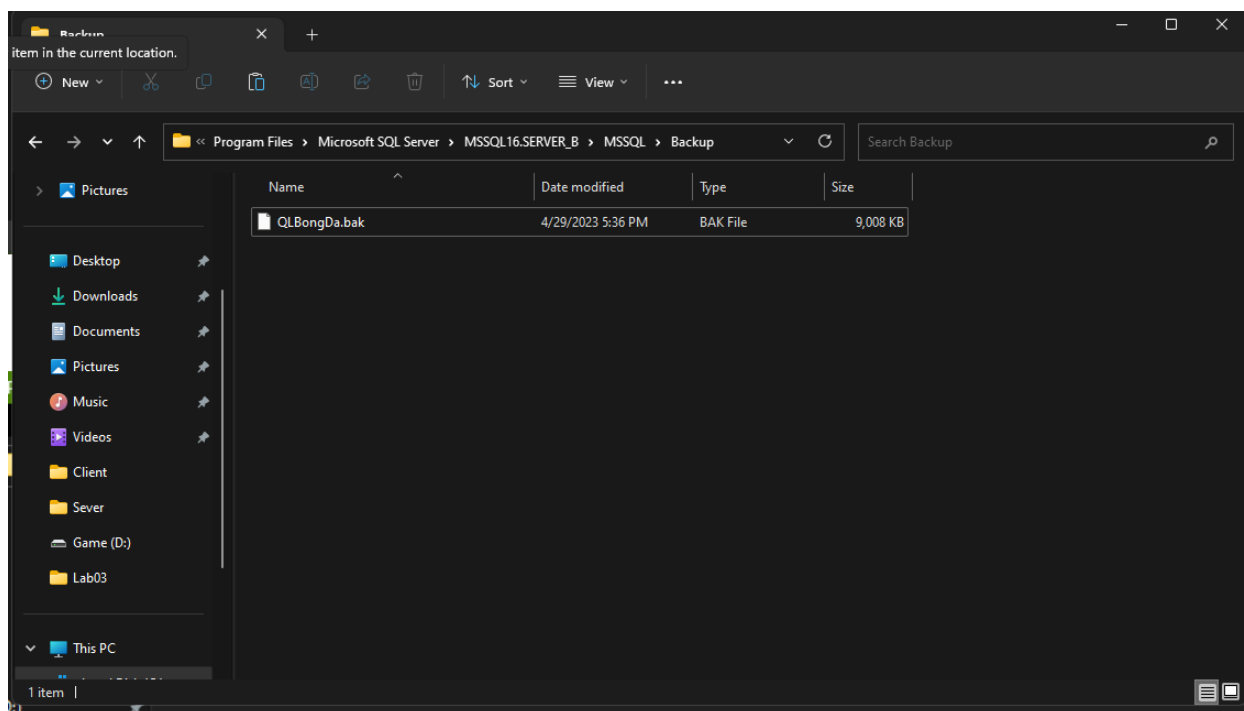 Backup
item in the current location.
New
Sort
View
« Program Files > Microsoft SQL Server > MSSQL16.SERVER_B > MSSQL > Backup
Search Backup
Name Date modified Type Size
QLBongDa.bak 4/29/2023 5:36 PM BAK File 9,008 KB
Pictures
Desktop
Downloads
Documents
Pictures
Music
Videos
Client
Sever
Game (D:)
Lab03
This PC
1 item